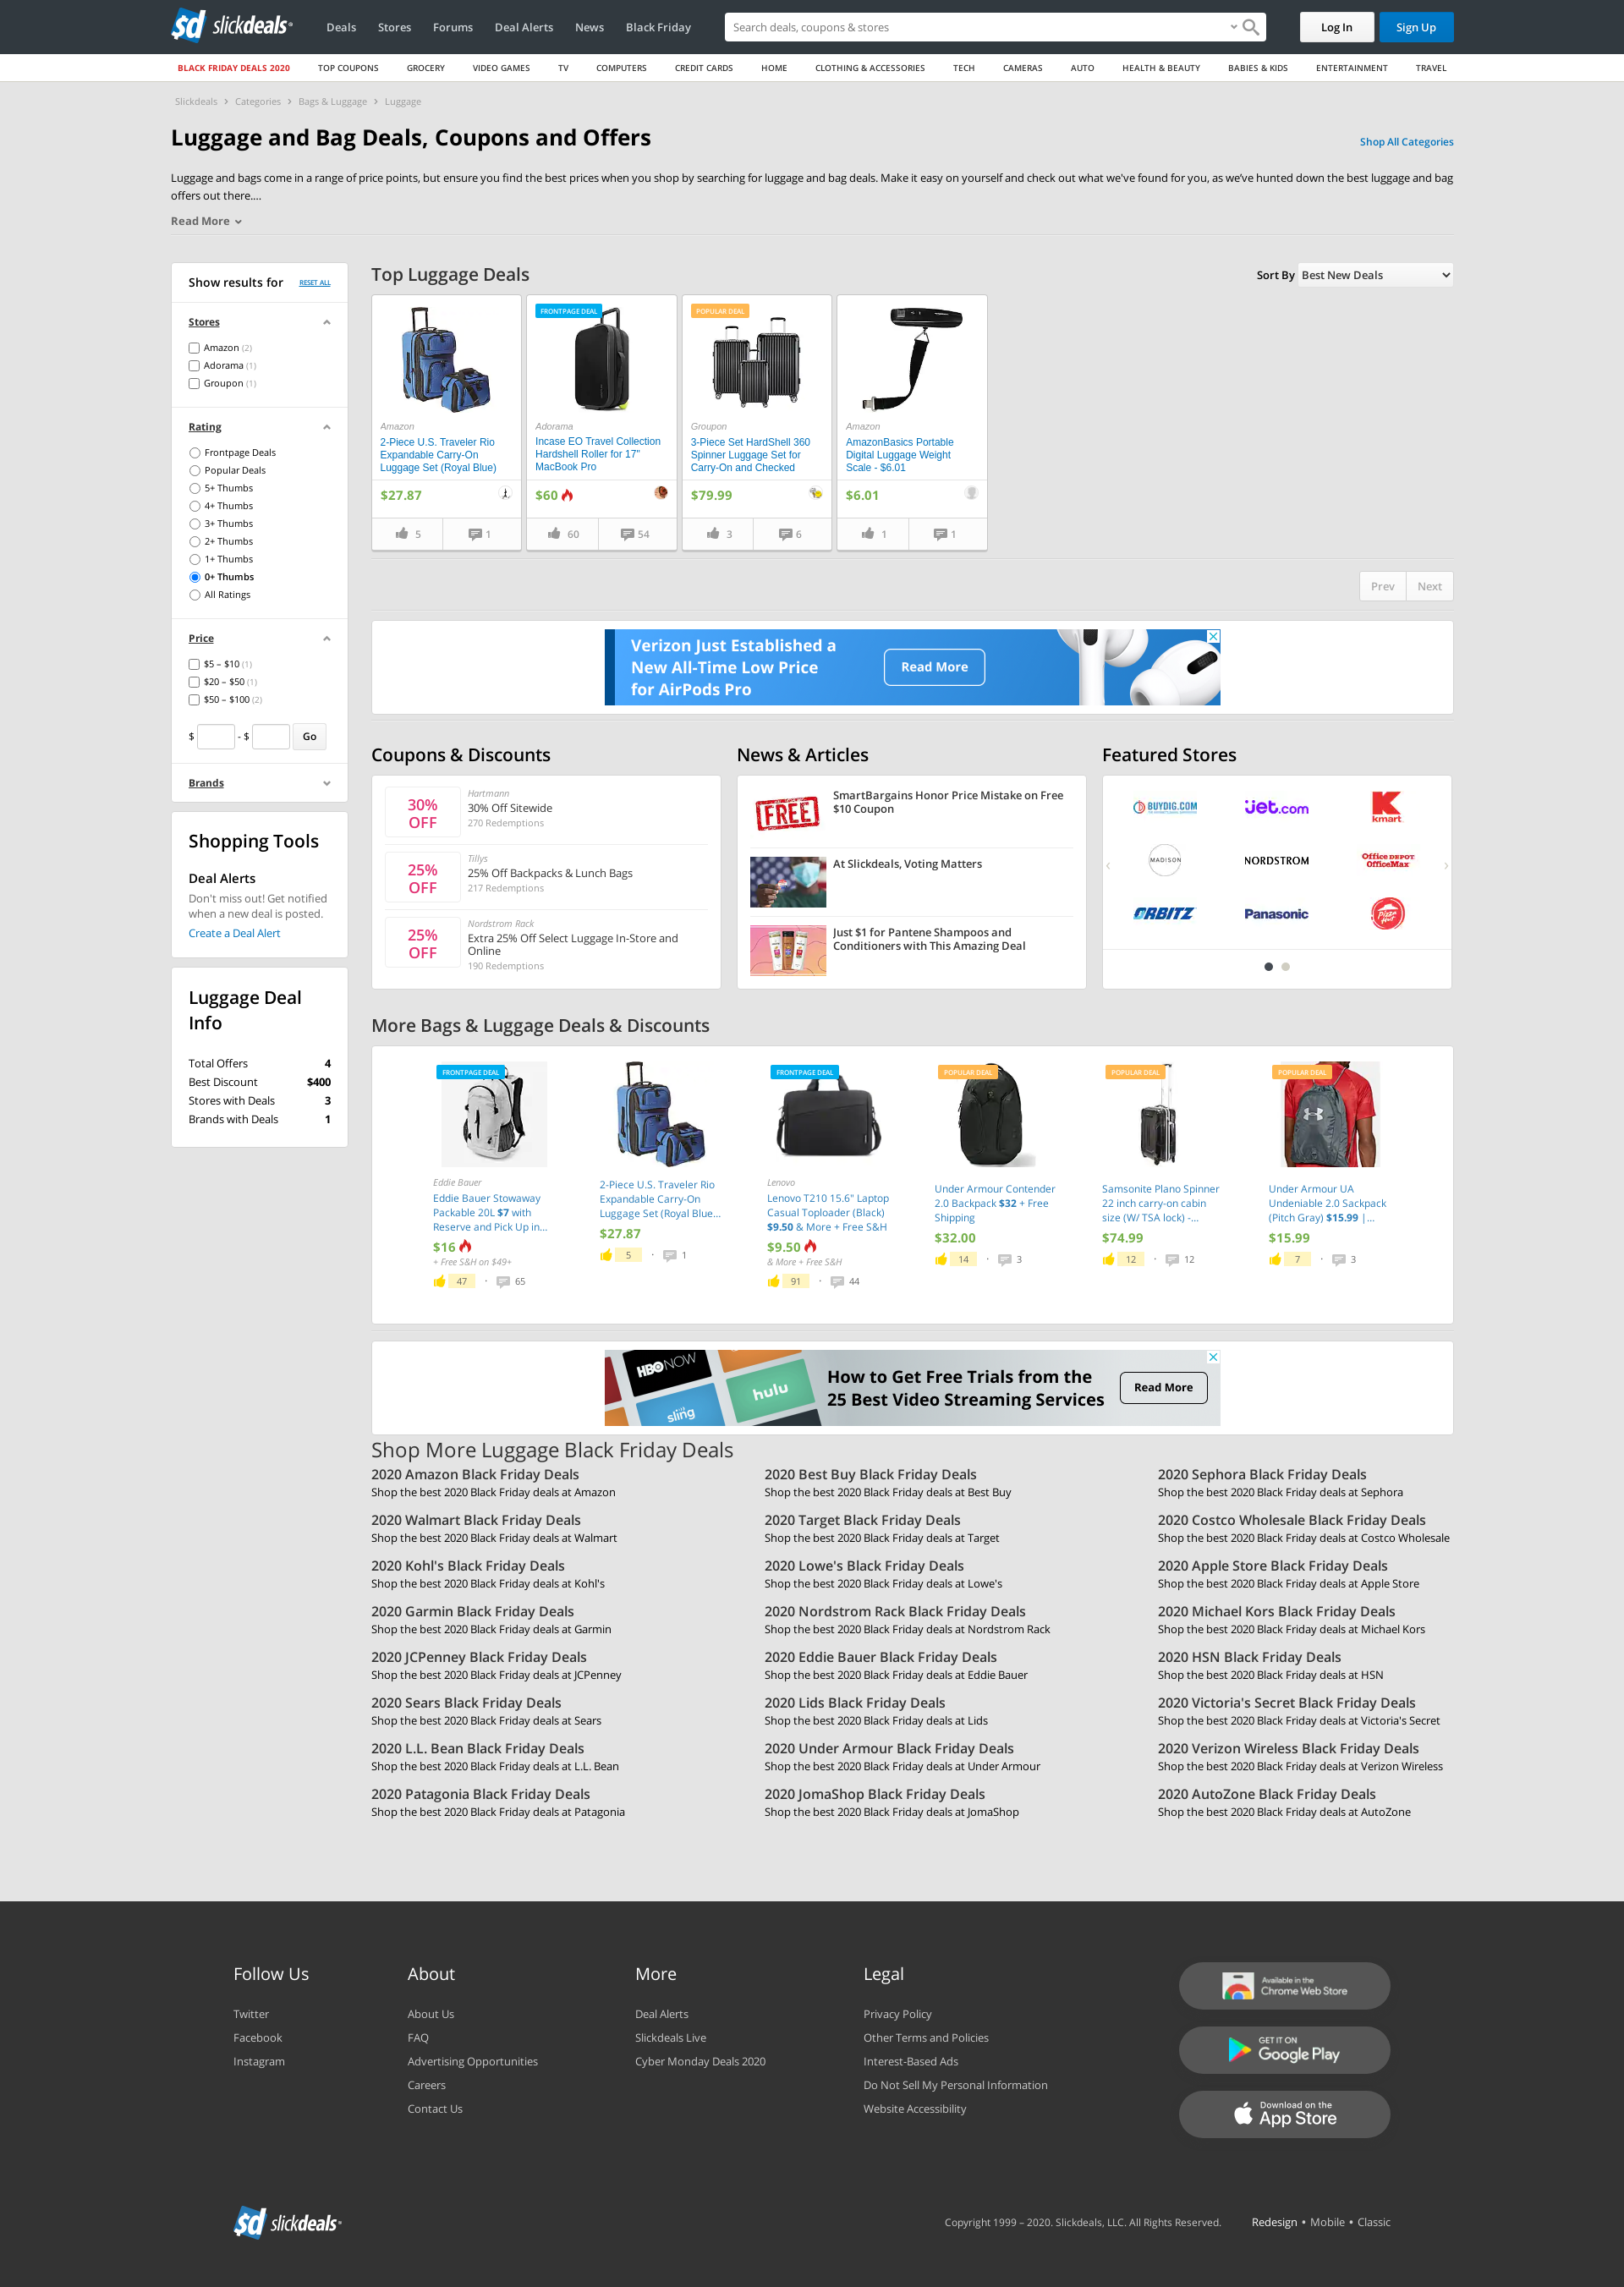 sd slickdeals
Deals Stores Forums Deal Alerts News Black Friday
Search deals, coupons & stores
Log In Sign Up
BLACK FRIDAY DEALS 2020 TOP COUPONS GROCERY VIDEO GAMES TV COMPUTERS CREDIT CARDS HOME CLOTHING & ACCESSORIES TECH CAMERAS AUTO HEALTH & BEAUTY BABIES & KIDS ENTERTAINMENT TRAVEL
Slickdeals › Categories › Bags & Luggage › Luggage
Luggage and Bag Deals, Coupons and Offers
Shop All Categories
Luggage and bags come in a range of price points, but ensure you find the best prices when you shop by searching for luggage and bag deals. Make it easy on yourself and check out what we've found for you, as we've hunted down the best luggage and bag
offers out there....
Read More
Show results for RESET ALL
Stores
Amazon (2)
Adorama (1)
Groupon (1)
Rating
Frontpage Deals
Popular Deals
5+ Thumbs
4+ Thumbs
3+ Thumbs
2+ Thumbs
1+ Thumbs
0+ Thumbs
All Ratings
Price
$5 – $10 (1)
$20 – $50 (1)
$50 – $100 (2)
$ - $ Go
Brands
Shopping Tools
Deal Alerts
Don't miss out! Get notified
when a new deal is posted.
Create a Deal Alert
Luggage Deal
Info
Total Offers 4
Best Discount $400
Stores with Deals 3
Brands with Deals 1
Top Luggage Deals
Sort By Best New Deals
Amazon
2-Piece U.S. Traveler Rio
Expandable Carry-On
Luggage Set (Royal Blue)
$27.87
5 1
FRONTPAGE DEAL
Adorama
Incase EO Travel Collection
Hardshell Roller for 17"
MacBook Pro
$60
60 54
POPULAR DEAL
Groupon
3-Piece Set HardShell 360
Spinner Luggage Set for
Carry-On and Checked
$79.99
3 6
Amazon
AmazonBasics Portable
Digital Luggage Weight
Scale - $6.01
$6.01
1 1
Prev Next
Verizon Just Established a
New All-Time Low Price
for AirPods Pro
Read More
Coupons & Discounts
30%
OFF
Hartmann
30% Off Sitewide
270 Redemptions
25%
OFF
Tillys
25% Off Backpacks & Lunch Bags
217 Redemptions
25%
OFF
Nordstrom Rack
Extra 25% Off Select Luggage In-Store and
Online
190 Redemptions
News & Articles
FREE
SmartBargains Honor Price Mistake on Free
$10 Coupon
At Slickdeals, Voting Matters
Just $1 for Pantene Shampoos and
Conditioners with This Amazing Deal
Featured Stores
BUYDIG.COM
Jet.com
K
kmart
MADISON
NORDSTROM
Office DEPOT
OfficeMax
ORBITZ
Panasonic
Pizza Hut
More Bags & Luggage Deals & Discounts
FRONTPAGE DEAL
Eddie Bauer
Eddie Bauer Stowaway
Packable 20L $7 with
Reserve and Pick Up in...
$16
+ Free S&H on $49+
47 · 65
2-Piece U.S. Traveler Rio
Expandable Carry-On
Luggage Set (Royal Blue...
$27.87
5 · 1
FRONTPAGE DEAL
Lenovo
Lenovo T210 15.6" Laptop
Casual Toploader (Black)
$9.50 & More + Free S&H
$9.50
& More + Free S&H
91 · 44
POPULAR DEAL
Under Armour Contender
2.0 Backpack $32 + Free
Shipping
$32.00
14 · 3
POPULAR DEAL
Samsonite Plano Spinner
22 inch carry-on cabin
size (W/ TSA lock) -...
$74.99
12 · 12
POPULAR DEAL
Under Armour UA
Undeniable 2.0 Sackpack
(Pitch Gray) $15.99 |...
$15.99
7 · 3
HBO NOW
hulu
sling
How to Get Free Trials from the
25 Best Video Streaming Services
Read More
Shop More Luggage Black Friday Deals
2020 Amazon Black Friday Deals
Shop the best 2020 Black Friday deals at Amazon
2020 Best Buy Black Friday Deals
Shop the best 2020 Black Friday deals at Best Buy
2020 Sephora Black Friday Deals
Shop the best 2020 Black Friday deals at Sephora
2020 Walmart Black Friday Deals
Shop the best 2020 Black Friday deals at Walmart
2020 Target Black Friday Deals
Shop the best 2020 Black Friday deals at Target
2020 Costco Wholesale Black Friday Deals
Shop the best 2020 Black Friday deals at Costco Wholesale
2020 Kohl's Black Friday Deals
Shop the best 2020 Black Friday deals at Kohl's
2020 Lowe's Black Friday Deals
Shop the best 2020 Black Friday deals at Lowe's
2020 Apple Store Black Friday Deals
Shop the best 2020 Black Friday deals at Apple Store
2020 Garmin Black Friday Deals
Shop the best 2020 Black Friday deals at Garmin
2020 Nordstrom Rack Black Friday Deals
Shop the best 2020 Black Friday deals at Nordstrom Rack
2020 Michael Kors Black Friday Deals
Shop the best 2020 Black Friday deals at Michael Kors
2020 JCPenney Black Friday Deals
Shop the best 2020 Black Friday deals at JCPenney
2020 Eddie Bauer Black Friday Deals
Shop the best 2020 Black Friday deals at Eddie Bauer
2020 HSN Black Friday Deals
Shop the best 2020 Black Friday deals at HSN
2020 Sears Black Friday Deals
Shop the best 2020 Black Friday deals at Sears
2020 Lids Black Friday Deals
Shop the best 2020 Black Friday deals at Lids
2020 Victoria's Secret Black Friday Deals
Shop the best 2020 Black Friday deals at Victoria's Secret
2020 L.L. Bean Black Friday Deals
Shop the best 2020 Black Friday deals at L.L. Bean
2020 Under Armour Black Friday Deals
Shop the best 2020 Black Friday deals at Under Armour
2020 Verizon Wireless Black Friday Deals
Shop the best 2020 Black Friday deals at Verizon Wireless
2020 Patagonia Black Friday Deals
Shop the best 2020 Black Friday deals at Patagonia
2020 JomaShop Black Friday Deals
Shop the best 2020 Black Friday deals at JomaShop
2020 AutoZone Black Friday Deals
Shop the best 2020 Black Friday deals at AutoZone
Follow Us
Twitter
Facebook
Instagram
About
About Us
FAQ
Advertising Opportunities
Careers
Contact Us
More
Deal Alerts
Slickdeals Live
Cyber Monday Deals 2020
Legal
Privacy Policy
Other Terms and Policies
Interest-Based Ads
Do Not Sell My Personal Information
Website Accessibility
Available in the
Chrome Web Store
GET IT ON
Google Play
Download on the
App Store
sd slickdeals
Copyright 1999 – 2020. Slickdeals, LLC. All Rights Reserved.
Redesign • Mobile • Classic